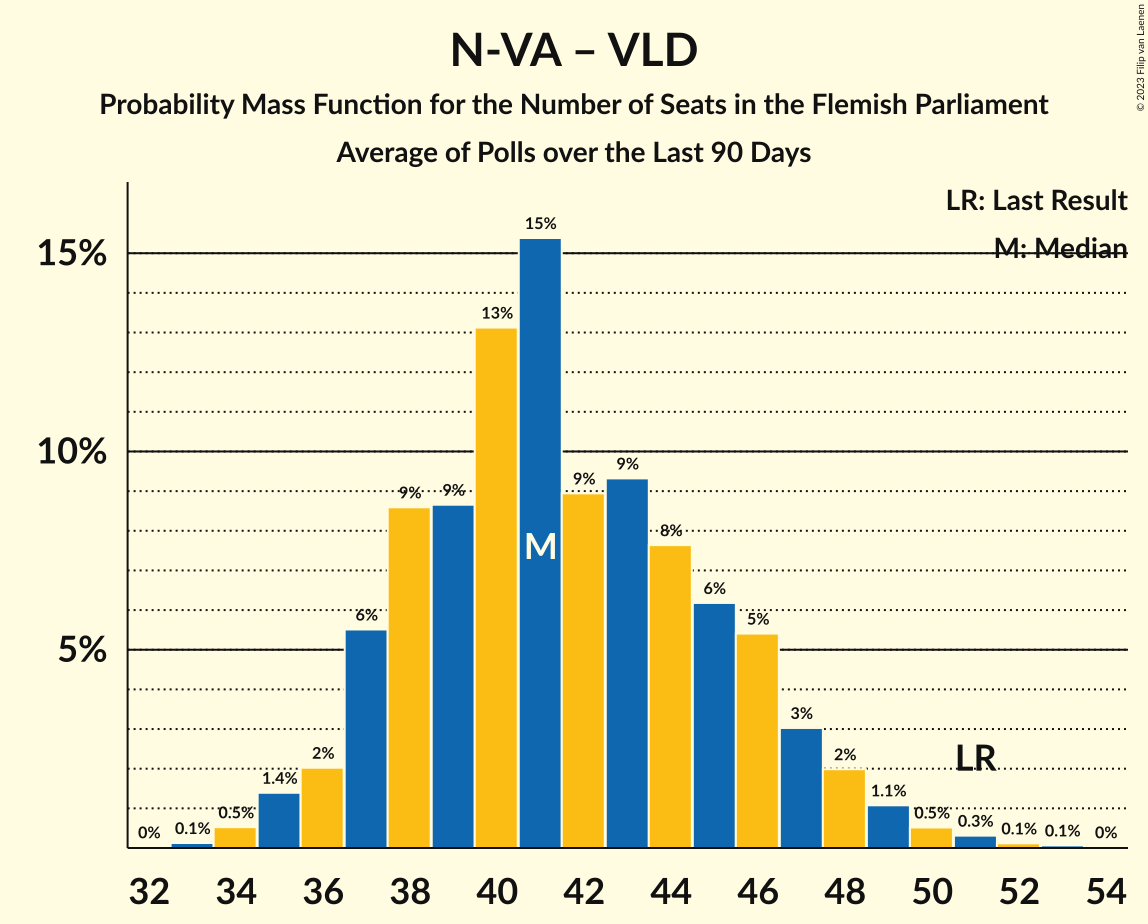 © 2023 Filip van Laenen
N-VA – VLD
Probability Mass Function for the Number of Seats in the Flemish Parliament
Average of Polls over the Last 90 Days
LR: Last Result
M: Median
15%
10%
5%
0%
0.1%
0.5%
1.4%
2%
6%
9%
9%
13%
15%
9%
9%
8%
6%
5%
3%
2%
1.1%
0.5%
0.3%
0.1%
0.1%
0%
M
LR
32 34 36 38 40 42 44 46 48 50 52 54